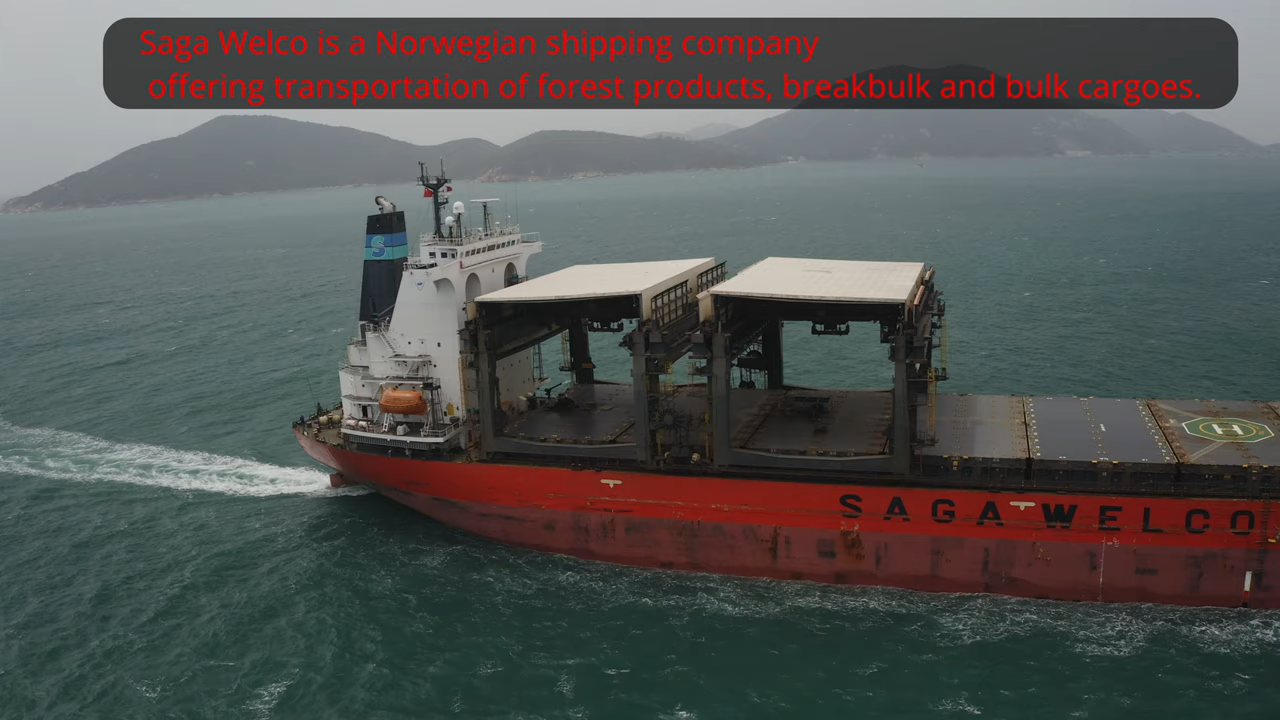 Saga Welco is a Norwegian shipping company
offering transportation of forest products, breakbulk and bulk cargoes.
S
H
SAGA WELCO